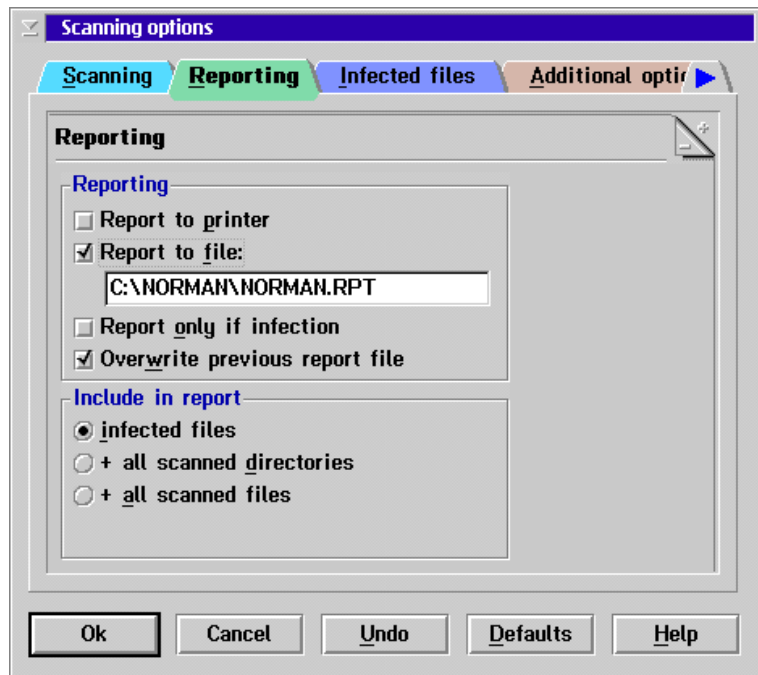 Scanning options
Scanning Reporting Infected files Additional optio
Reporting
Reporting
Report to printer
Report to file:
C:\NORMAN\NORMAN.RPT
Report only if infection
Overwrite previous report file
Include in report
infected files
+ all scanned directories
+ all scanned files
Ok Cancel Undo Defaults Help